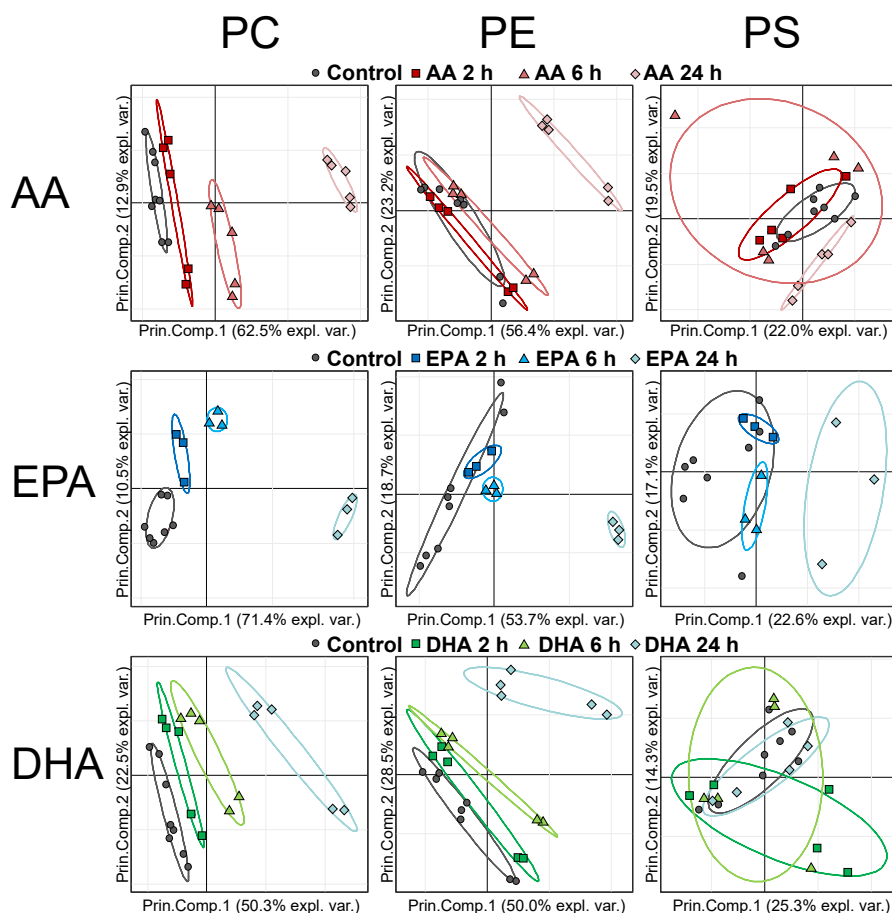 PC PE PS
Control AA 2 h AA 6 h AA 24 h
AA
Prin.Comp.2 (12.9% expl. var.)
Prin.Comp.1 (62.5% expl. var.)
Prin.Comp.2 (23.2% expl. var.)
Prin.Comp.1 (56.4% expl. var.)
Prin.Comp.2 (19.5% expl. var.)
Prin.Comp.1 (22.0% expl. var.)
Control EPA 2 h EPA 6 h EPA 24 h
EPA
Prin.Comp.2 (10.5% expl. var.)
Prin.Comp.1 (71.4% expl. var.)
Prin.Comp.2 (18.7% expl. var.)
Prin.Comp.1 (53.7% expl. var.)
Prin.Comp.2 (17.1% expl. var.)
Prin.Comp.1 (22.6% expl. var.)
Control DHA 2 h DHA 6 h DHA 24 h
DHA
Prin.Comp.2 (22.5% expl. var.)
Prin.Comp.1 (50.3% expl. var.)
Prin.Comp.2 (28.5% expl. var.)
Prin.Comp.1 (50.0% expl. var.)
Prin.Comp.2 (14.3% expl. var.)
Prin.Comp.1 (25.3% expl. var.)